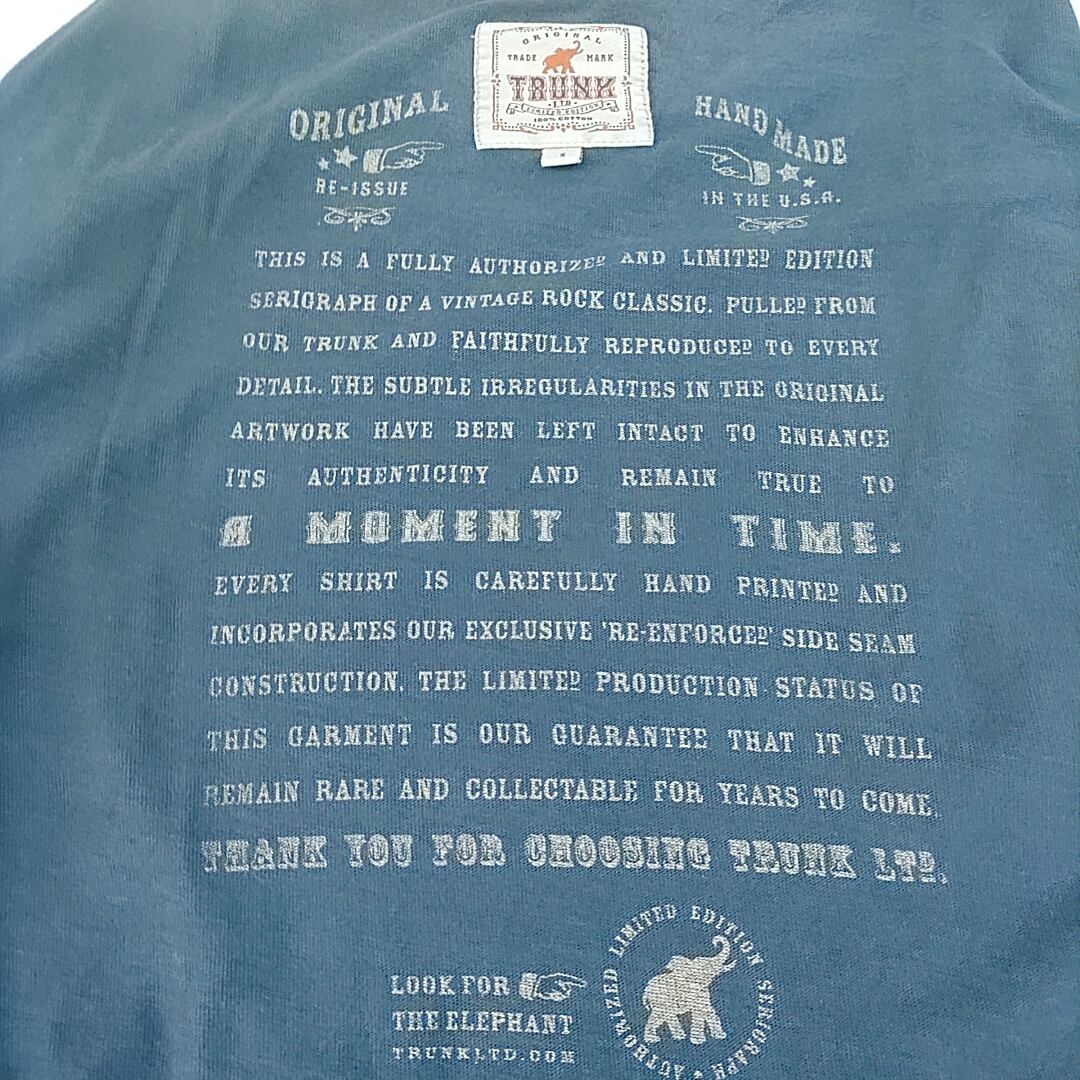 ORIGINAL
TRADE MARK
TRUNK
LTD.
LIMITED EDITION
100% COTTON
ORIGINAL
RE-ISSUE
HAND MADE
IN THE U.S.A.
THIS IS A FULLY AUTHORIZED AND LIMITED EDITION
SERIGRAPH OF A VINTAGE ROCK CLASSIC. PULLED FROM
OUR TRUNK AND FAITHFULLY REPRODUCED TO EVERY
DETAIL. THE SUBTLE IRREGULARITIES IN THE ORIGINAL
ARTWORK HAVE BEEN LEFT INTACT TO ENHANCE
ITS AUTHENTICITY AND REMAIN TRUE TO
A MOMENT IN TIME.
EVERY SHIRT IS CAREFULLY HAND PRINTED AND
INCORPORATES OUR EXCLUSIVE 'RE-ENFORCED' SIDE SEAM
CONSTRUCTION. THE LIMITED PRODUCTION STATUS OF
THIS GARMENT IS OUR GUARANTEE THAT IT WILL
REMAIN RARE AND COLLECTABLE FOR YEARS TO COME.
THANK YOU FOR CHOOSING TRUNK LTD.
LOOK FOR
THE ELEPHANT
TRUNKLTD.COM
AUTHORIZED LIMITED EDITION SERIGRAPH